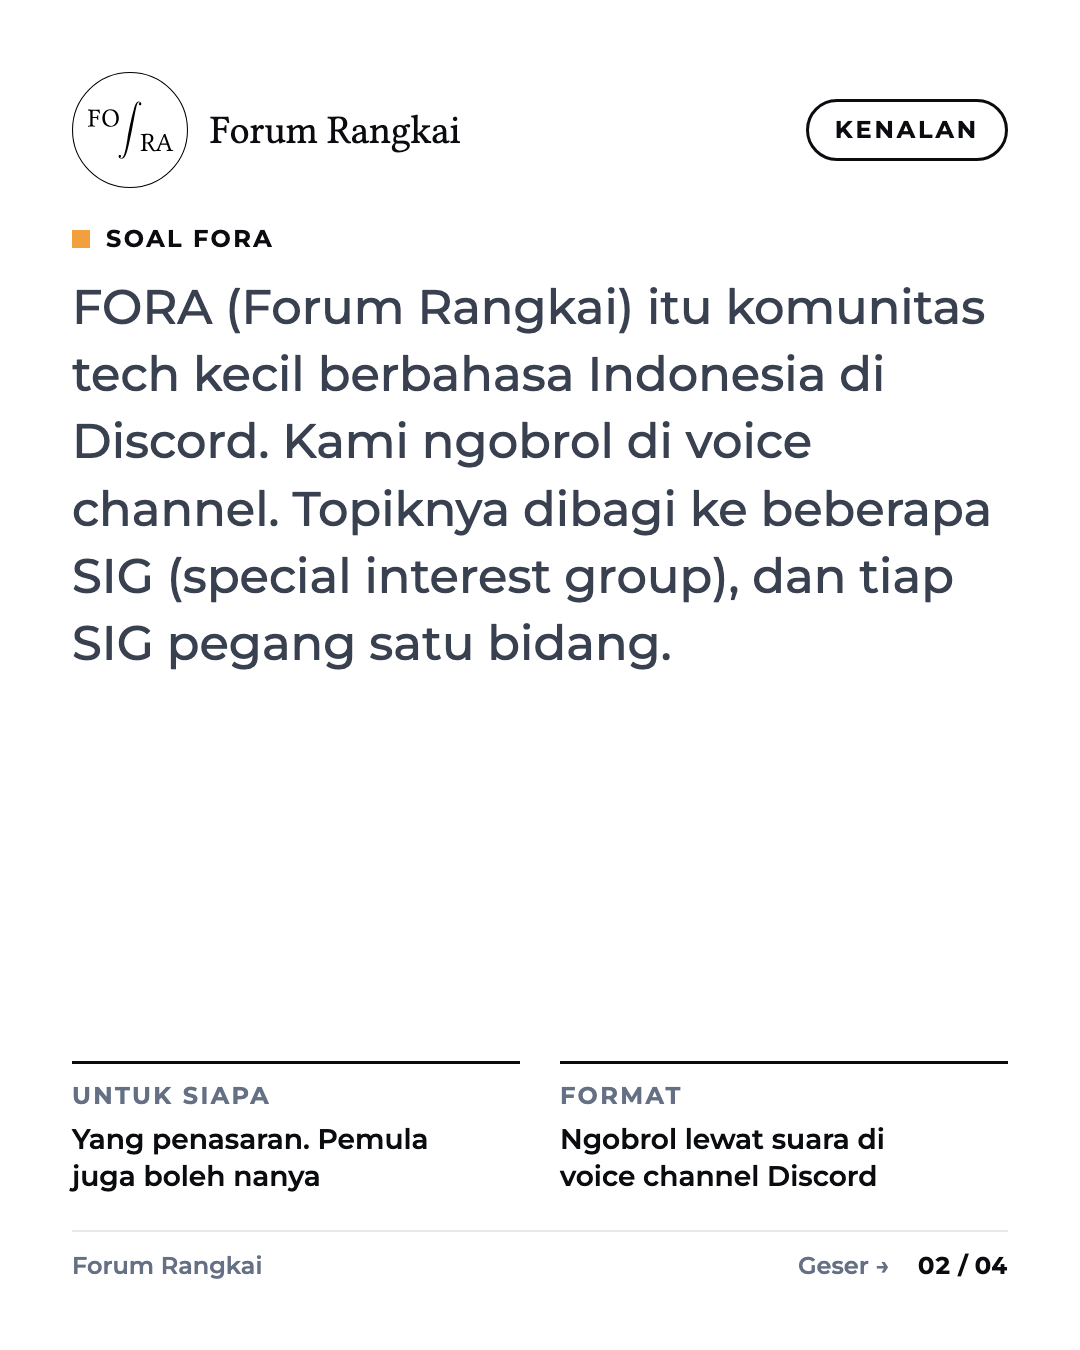 FO
RA
Forum Rangkai
KENALAN
SOAL FORA
FORA (Forum Rangkai) itu komunitas
tech kecil berbahasa Indonesia di
Discord. Kami ngobrol di voice
channel. Topiknya dibagi ke beberapa
SIG (special interest group), dan tiap
SIG pegang satu bidang.
UNTUK SIAPA
Yang penasaran. Pemula
juga boleh nanya
FORMAT
Ngobrol lewat suara di
voice channel Discord
Forum Rangkai
Geser → 02 / 04